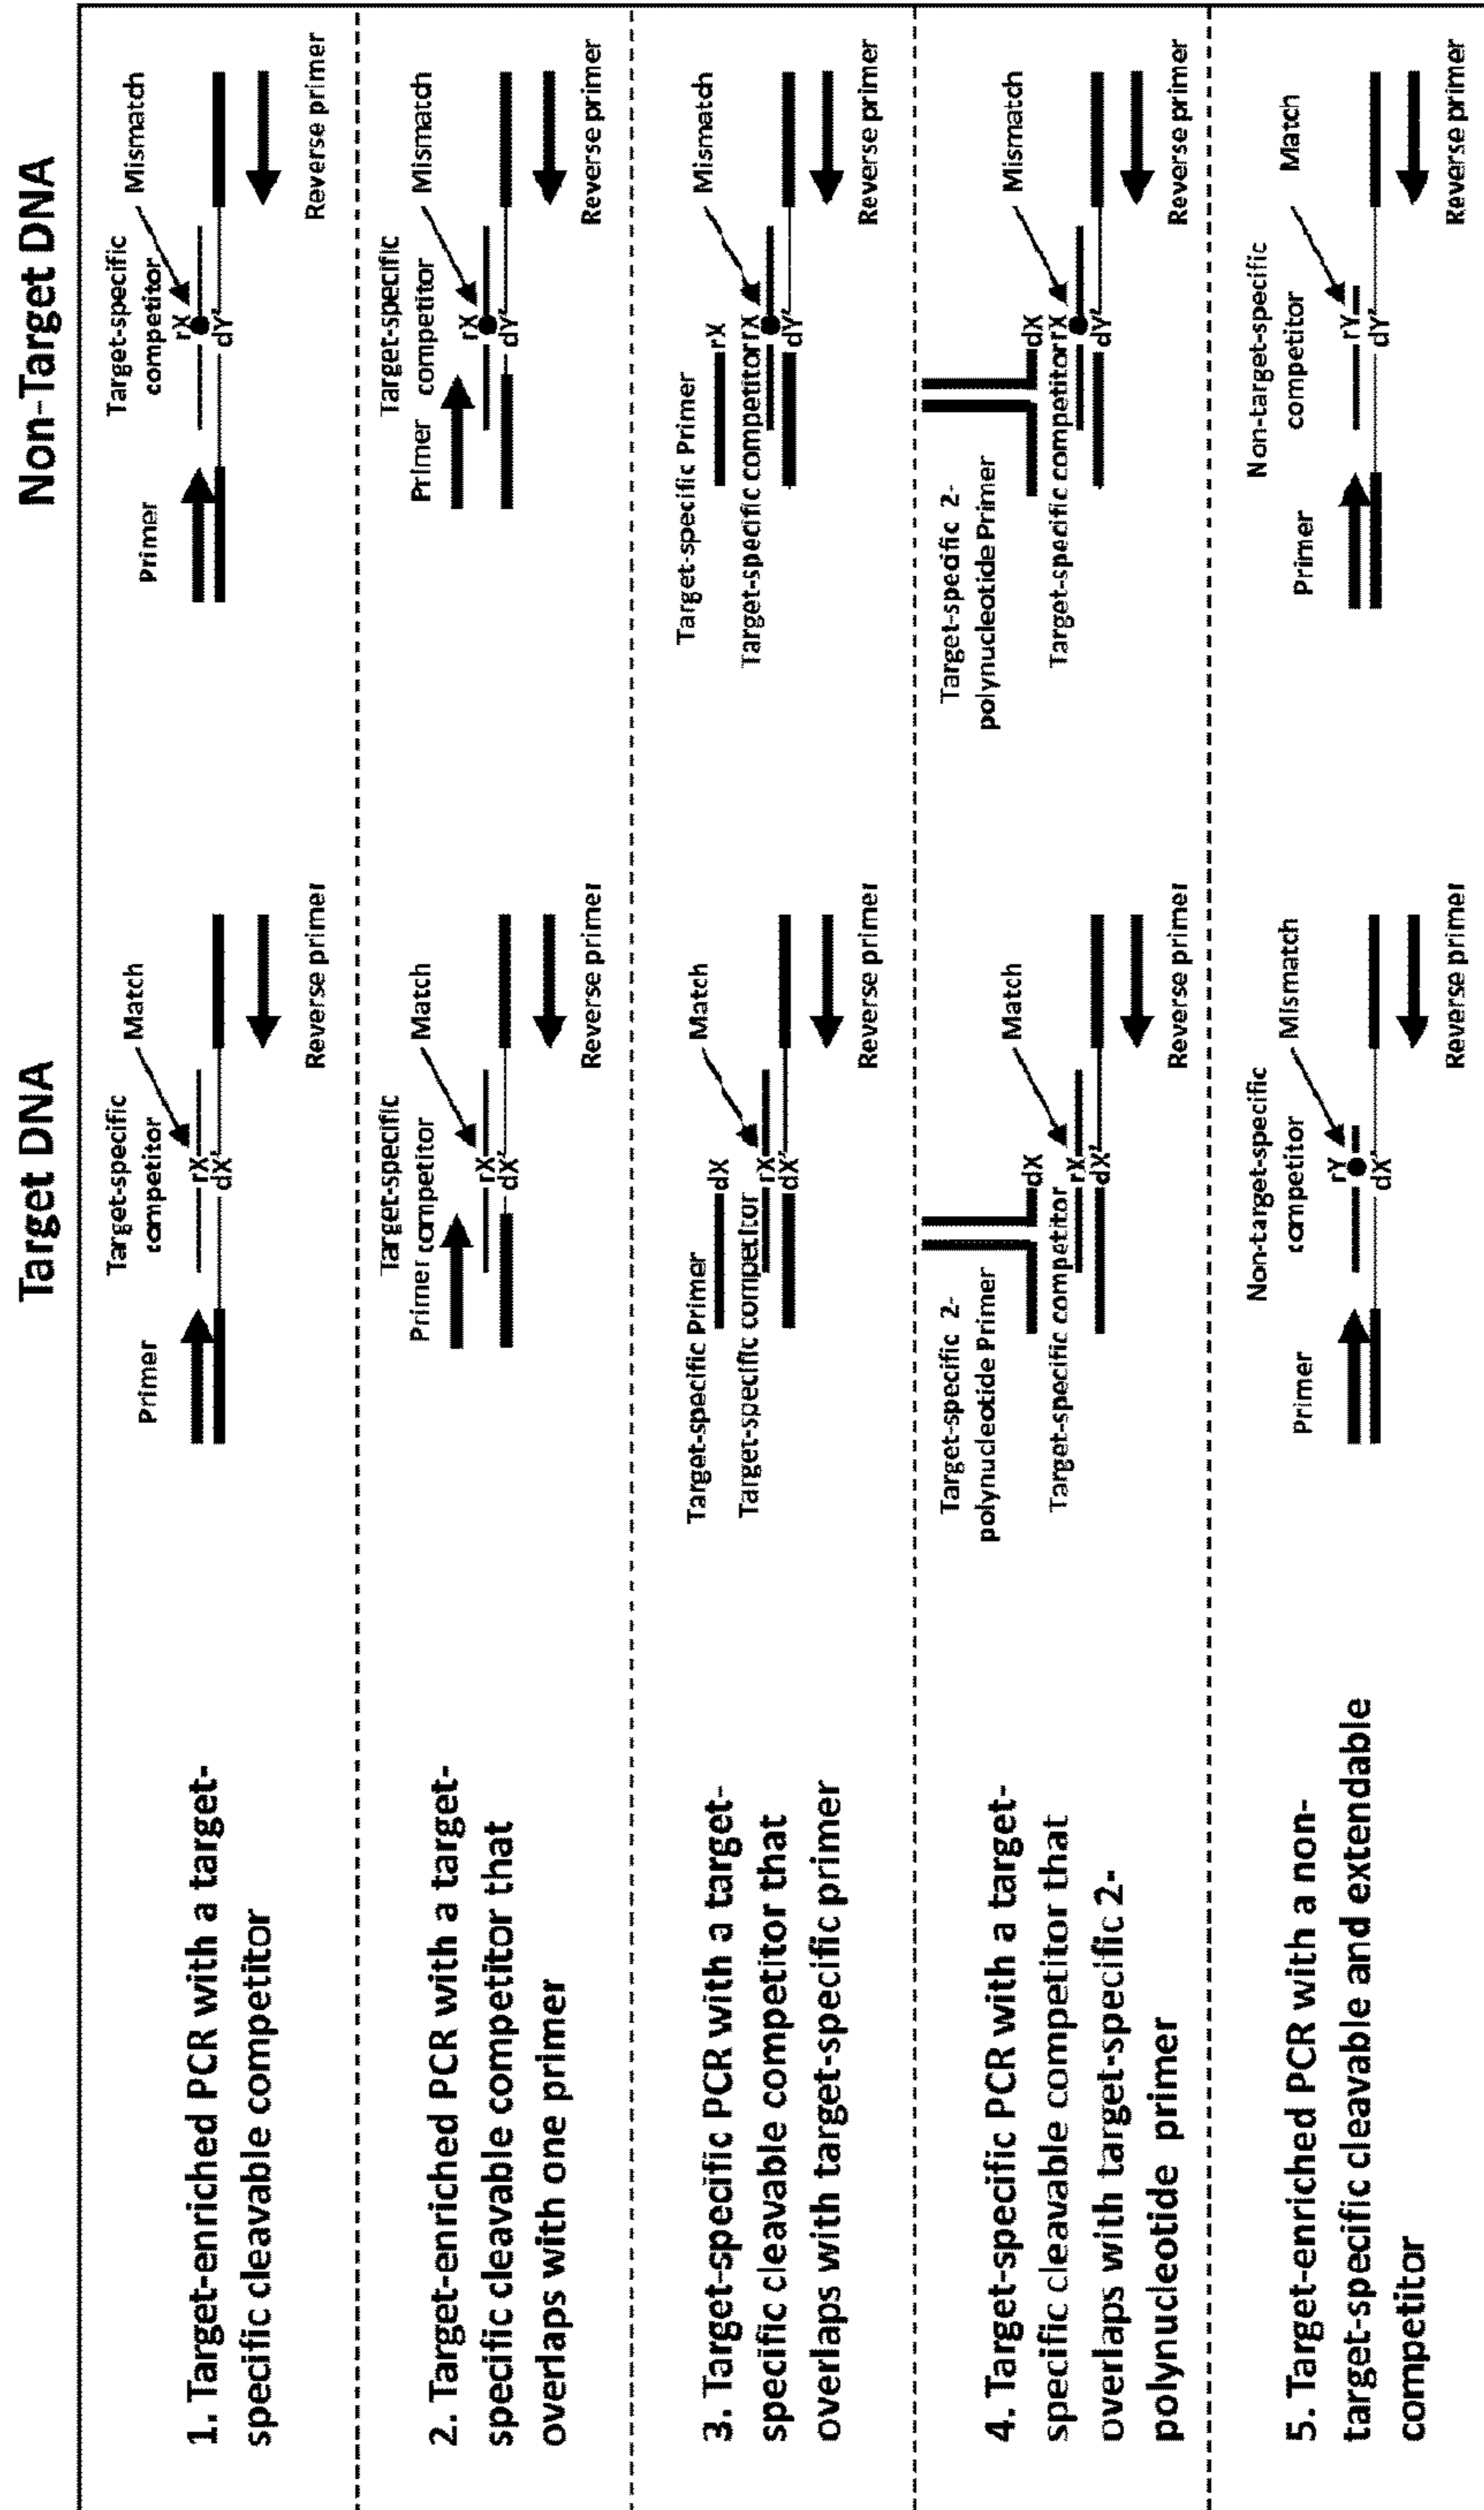 Target DNA
Non-Target DNA
1. Target-enriched PCR with a target-
specific cleavable competitor
Primer
Target-specific
competitor
rX
dX'
Match
Reverse primer
Primer
Target-specific
competitor
rX
dY'
Mismatch
Reverse primer
2. Target-enriched PCR with a target-
specific cleavable competitor that
overlaps with one primer
Target-specific
Primer competitor
rX
dX'
Match
Reverse primer
Target-specific
Primer competitor
rX
dY'
Mismatch
Reverse primer
3. Target-specific PCR with a target-
specific cleavable competitor that
overlaps with target-specific primer
Target-specific Primer
dX
Target-specific competitor
rX
dX'
Match
Reverse primer
Target-specific Primer
rX
Target-specific competitor
rX
dY'
Mismatch
Reverse primer
4. Target-specific PCR with a target-
specific cleavable competitor that
overlaps with target-specific 2-
polynucleotide primer
Target-specific 2-
polynucleotide Primer
dX
Target-specific competitor
rX
dX'
Match
Reverse primer
Target-specific 2-
polynucleotide Primer
dX
Target-specific competitor
rX
dY'
Mismatch
Reverse primer
5. Target-enriched PCR with a non-
target-specific cleavable and extendable
competitor
Primer
Non-target-specific
competitor
rY
dX'
Mismatch
Reverse primer
Primer
Non-target-specific
competitor
rY
dY'
Match
Reverse primer